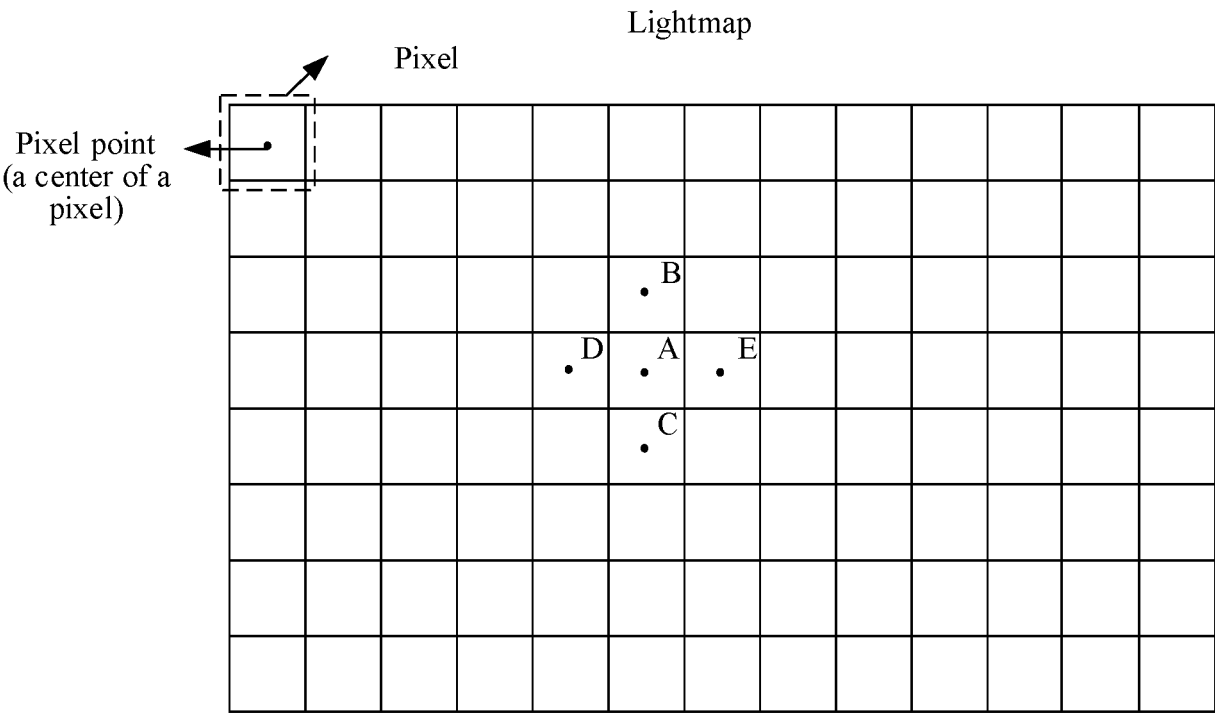 Lightmap
Pixel
Pixel point
(a center of a
pixel)
B
D A E
C